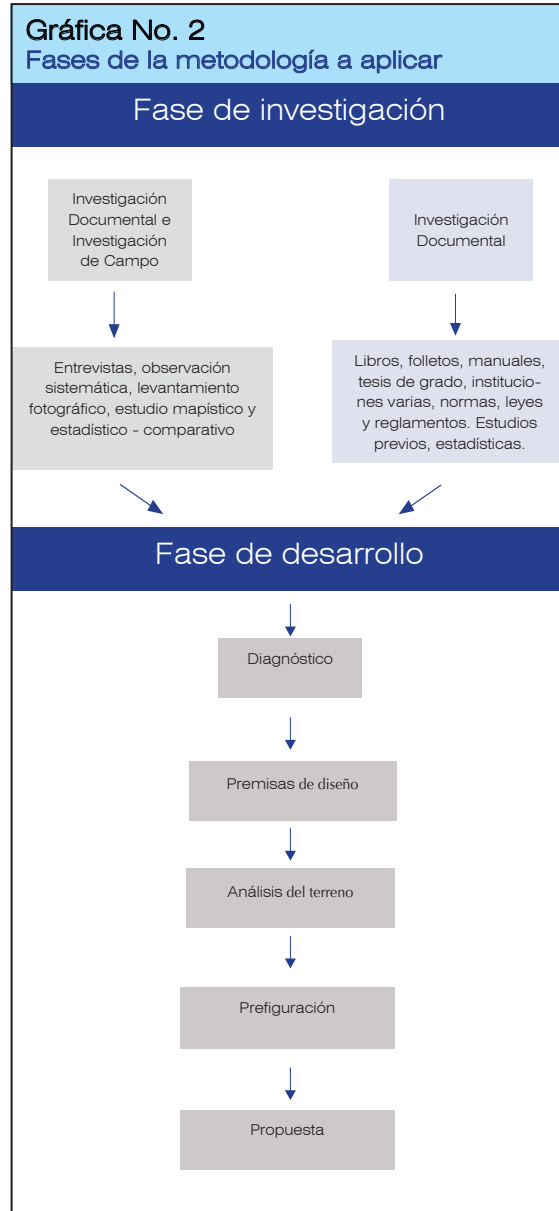 Gráfica No. 2
Fases de la metodología a aplicar
Fase de investigación
Investigación
Documental e
Investigación
de Campo
Investigación
Documental
Entrevistas, observación
sistemática, levantamiento
fotográfico, estudio mapístico y
estadístico - comparativo
Libros, folletos, manuales,
tesis de grado, institucio-
nes varias, normas, leyes
y reglamentos. Estudios
previos, estadísticas.
Fase de desarrollo
Diagnóstico
Premisas de diseño
Análisis del terreno
Prefiguración
Propuesta